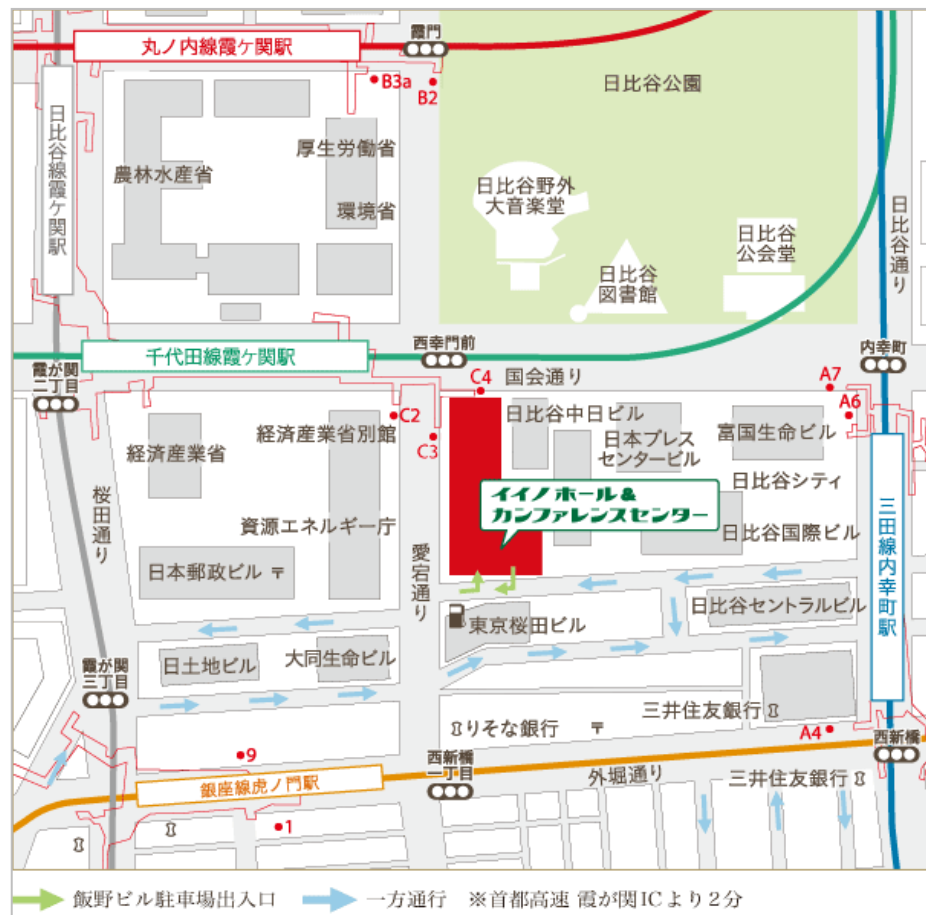 丸ノ内線霞ケ関駅
霞門
B3a
B2
日比谷公園
日比谷線霞ケ関駅
厚生労働省
農林水産省
環境省
日比谷野外
大音楽堂
日比谷
公会堂
日比谷
図書館
日比谷通り
千代田線霞ケ関駅
西幸門前
内幸町
霞が関
二丁目
国会通り
C4
A7
A6
C2
C3
経済産業省
経済産業省別館
日比谷中日ビル
日本プレス
センタービル
富国生命ビル
日比谷シティ
イイノホール&
カンファレンスセンター
桜田通り
資源エネルギー庁
愛宕通り
日比谷国際ビル
三田線内幸町駅
日本郵政ビル 〒
東京桜田ビル
日比谷セントラルビル
日土地ビル
大同生命ビル
霞が関
三丁目
りそな銀行
〒
三井住友銀行
A4
西新橋
9
西新橋
一丁目
銀座線虎ノ門駅
外堀通り
三井住友銀行
1
飯野ビル駐車場出入口
一方通行
※首都高速 霞が関ICより2分